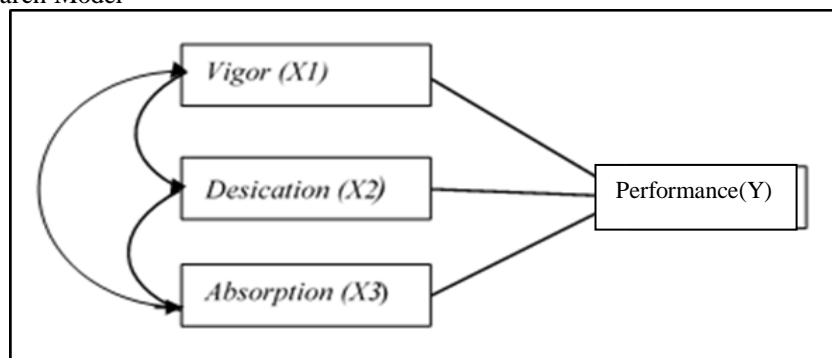 arch Model
Vigor (X1)
Desication (X2)
Performance(Y)
Absorption (X3)